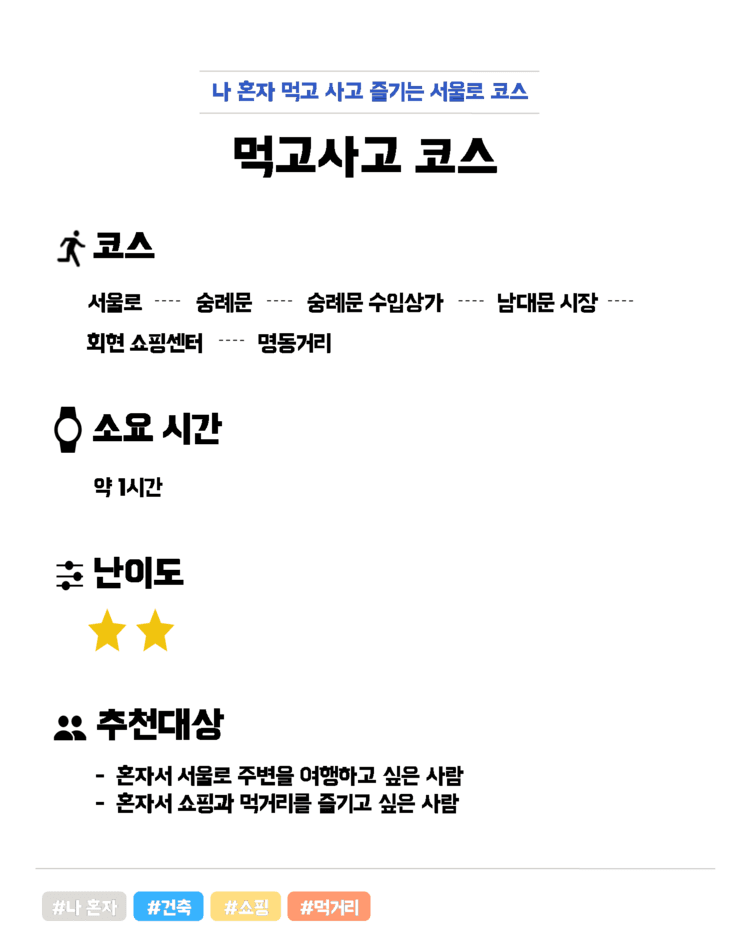 나 혼자 먹고 사고 즐기는 서울로 코스
먹고사고 코스
코스
서울로 ---- 숭례문 ---- 숭례문 수입상가 ---- 남대문 시장 ----
회현 쇼핑센터 ---- 명동거리
소요 시간
약 1시간
난이도
추천대상
- 혼자서 서울로 주변을 여행하고 싶은 사람
- 혼자서 쇼핑과 먹거리를 즐기고 싶은 사람
#나 혼자 #건축 #쇼핑 #먹거리